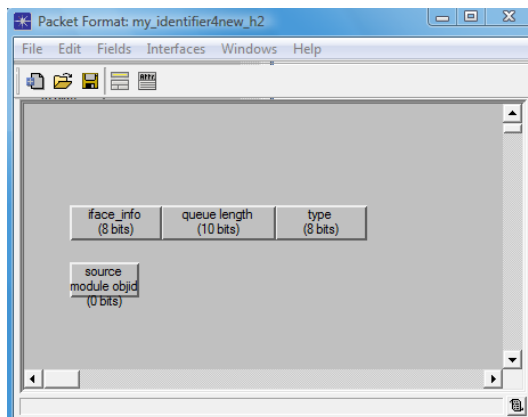 Packet Format: my_identifier4new_h2
File Edit Fields Interfaces Windows Help
iface_info
(8 bits)
queue length
(10 bits)
type
(8 bits)
source
module objid
(0 bits)